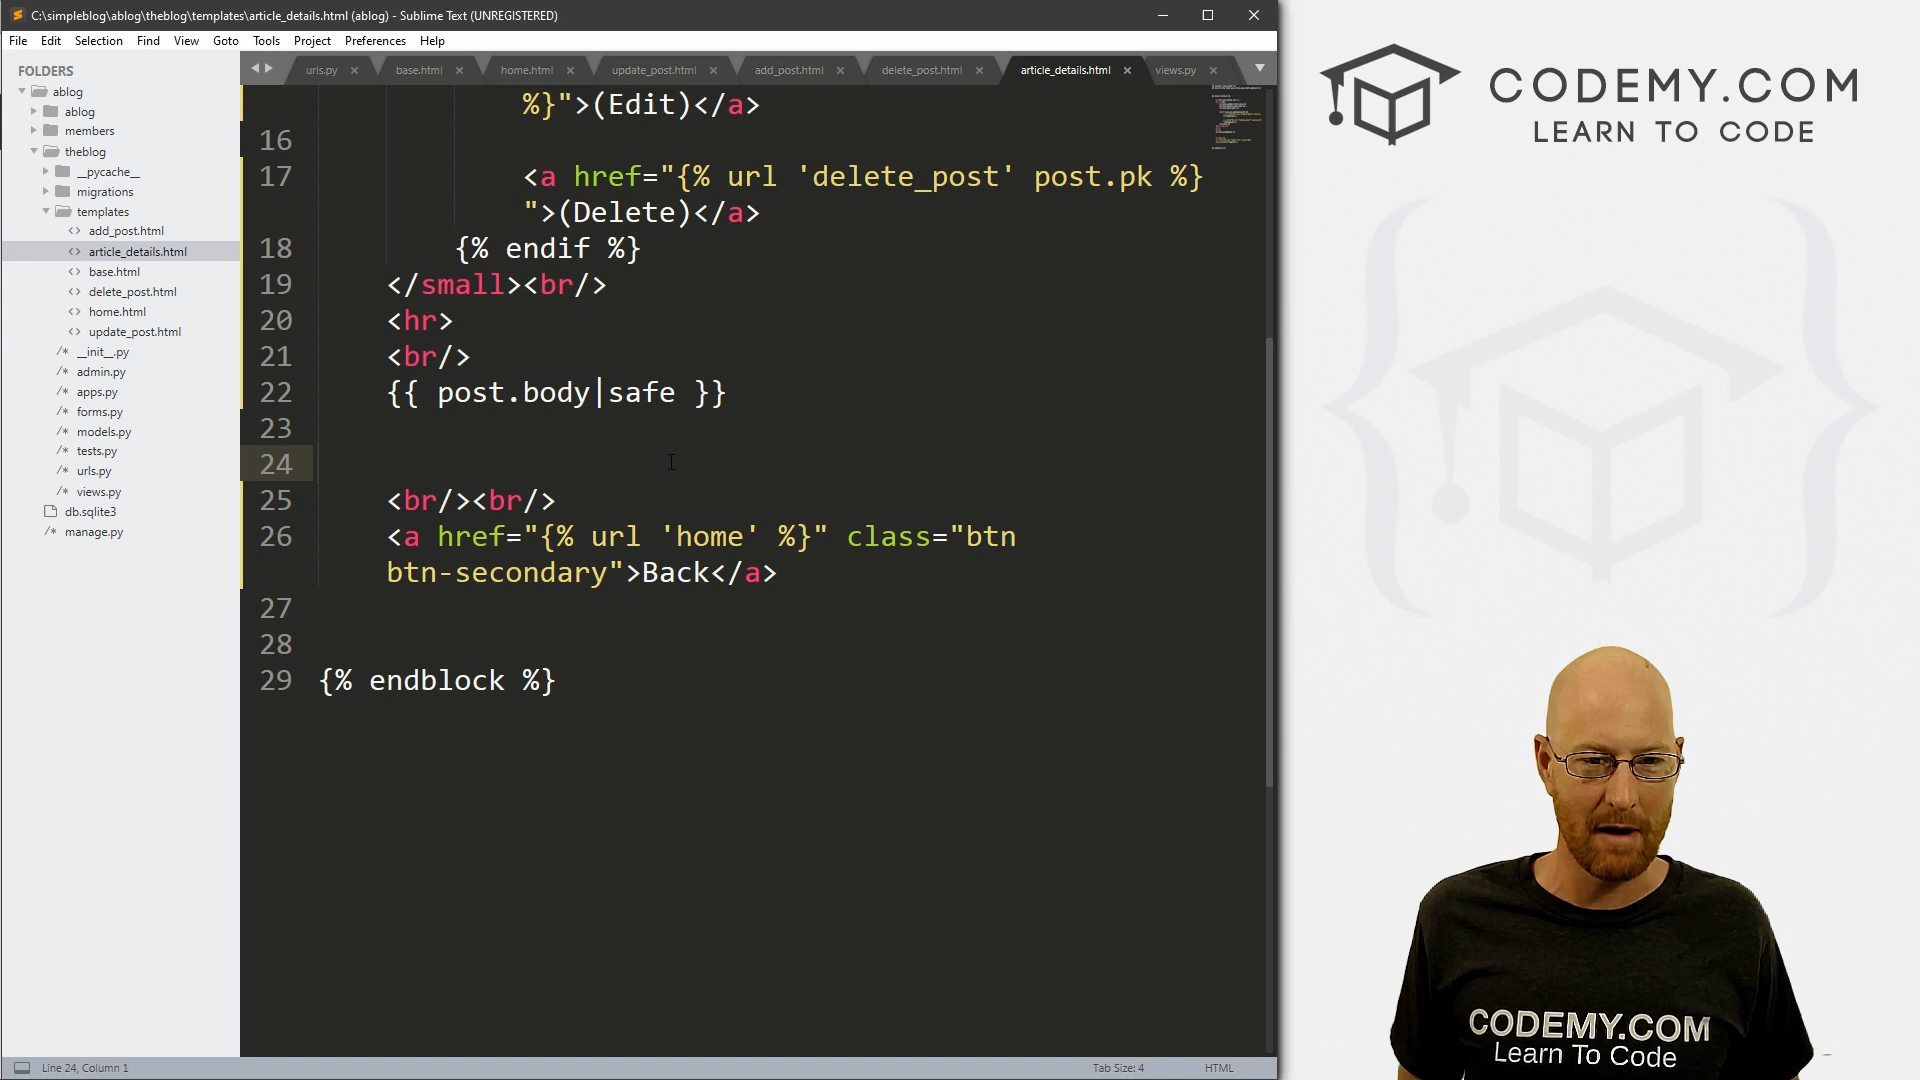 C:\simpleblog\ablog\theblog\templates\article_details.html (ablog) - Sublime Text (UNREGISTERED)
File Edit Selection Find View Goto Tools Project Preferences Help
FOLDERS
ablog
ablog
members
theblog
__pycache__
migrations
templates
add_post.html
article_details.html
base.html
delete_post.html
home.html
update_post.html
__init__.py
admin.py
apps.py
forms.py
models.py
tests.py
urls.py
views.py
db.sqlite3
manage.py
urls.py base.html home.html update_post.html add_post.html delete_post.html article_details.html views.py
%}">(Edit)</a>
16
17 <a href="{% url 'delete_post' post.pk %}
">(Delete)</a>
18 {% endif %}
19 </small><br/>
20 <hr>
21 <br/>
22 {{ post.body|safe }}
23
24
25 <br/><br/>
26 <a href="{% url 'home' %}" class="btn
btn-secondary">Back</a>
27
28
29 {% endblock %}
Line 24, Column 1
Tab Size: 4
HTML
CODEMY.COM
LEARN TO CODE
CODEMY.COM
Learn To Code